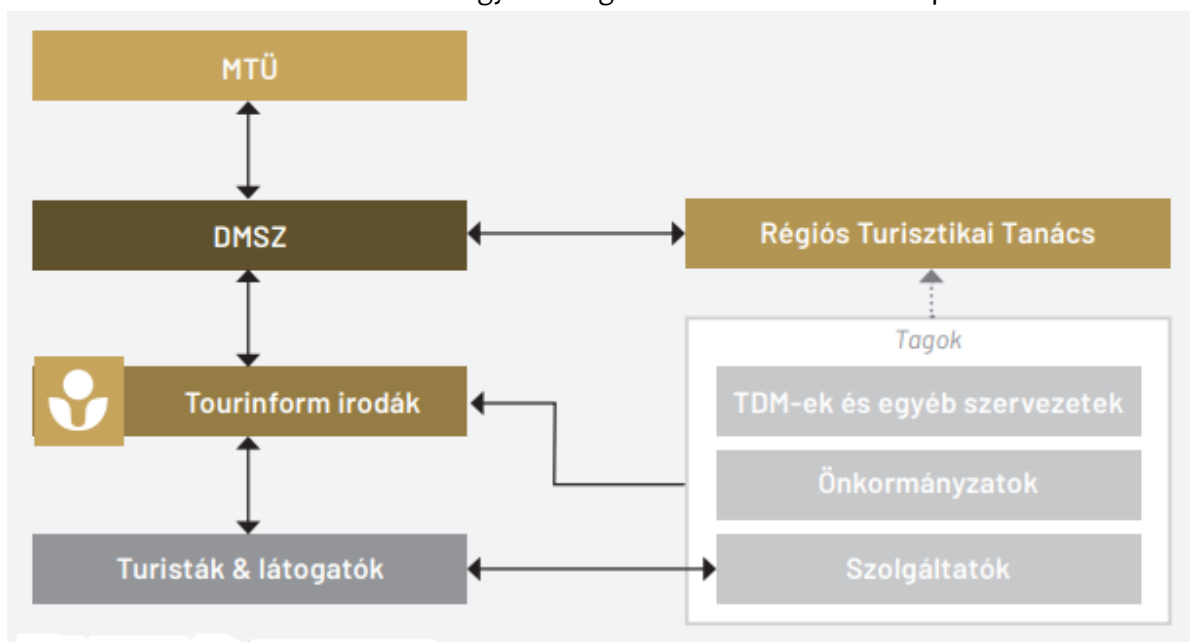 MTÜ
DMSZ
Régiós Turisztikai Tanács
Tagok
Tourinform irodák
TDM-ek és egyéb szervezetek
Önkormányzatok
Turisták & látogatók
Szolgáltatók